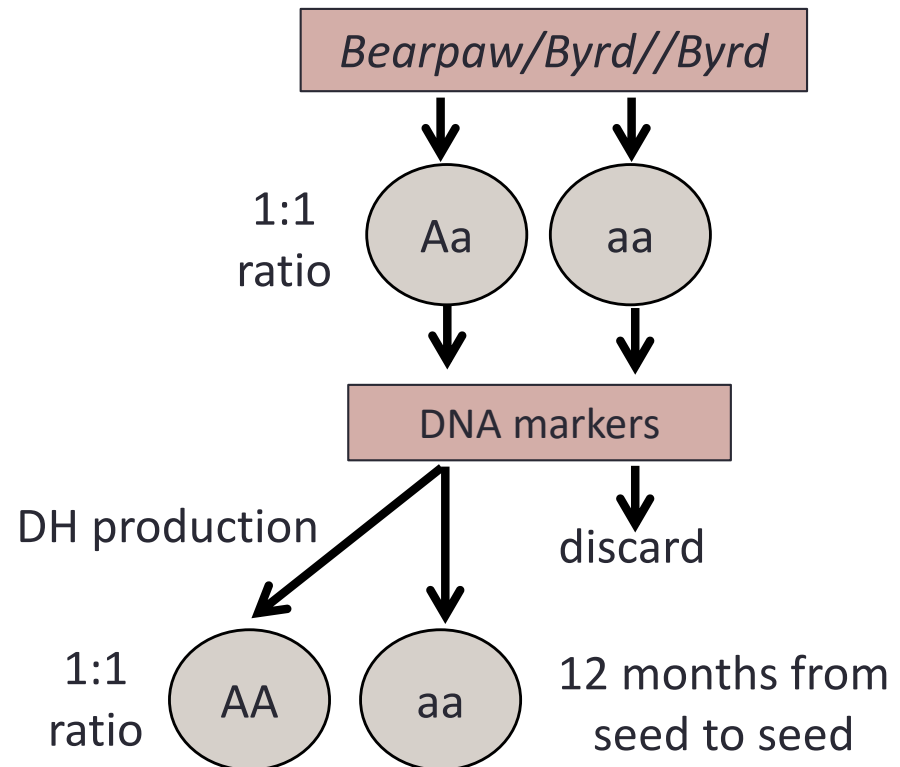 Bearpaw/Byrd//Byrd
1:1
ratio
Aa
aa
DNA markers
DH production
discard
1:1
ratio
AA
aa
12 months from
seed to seed